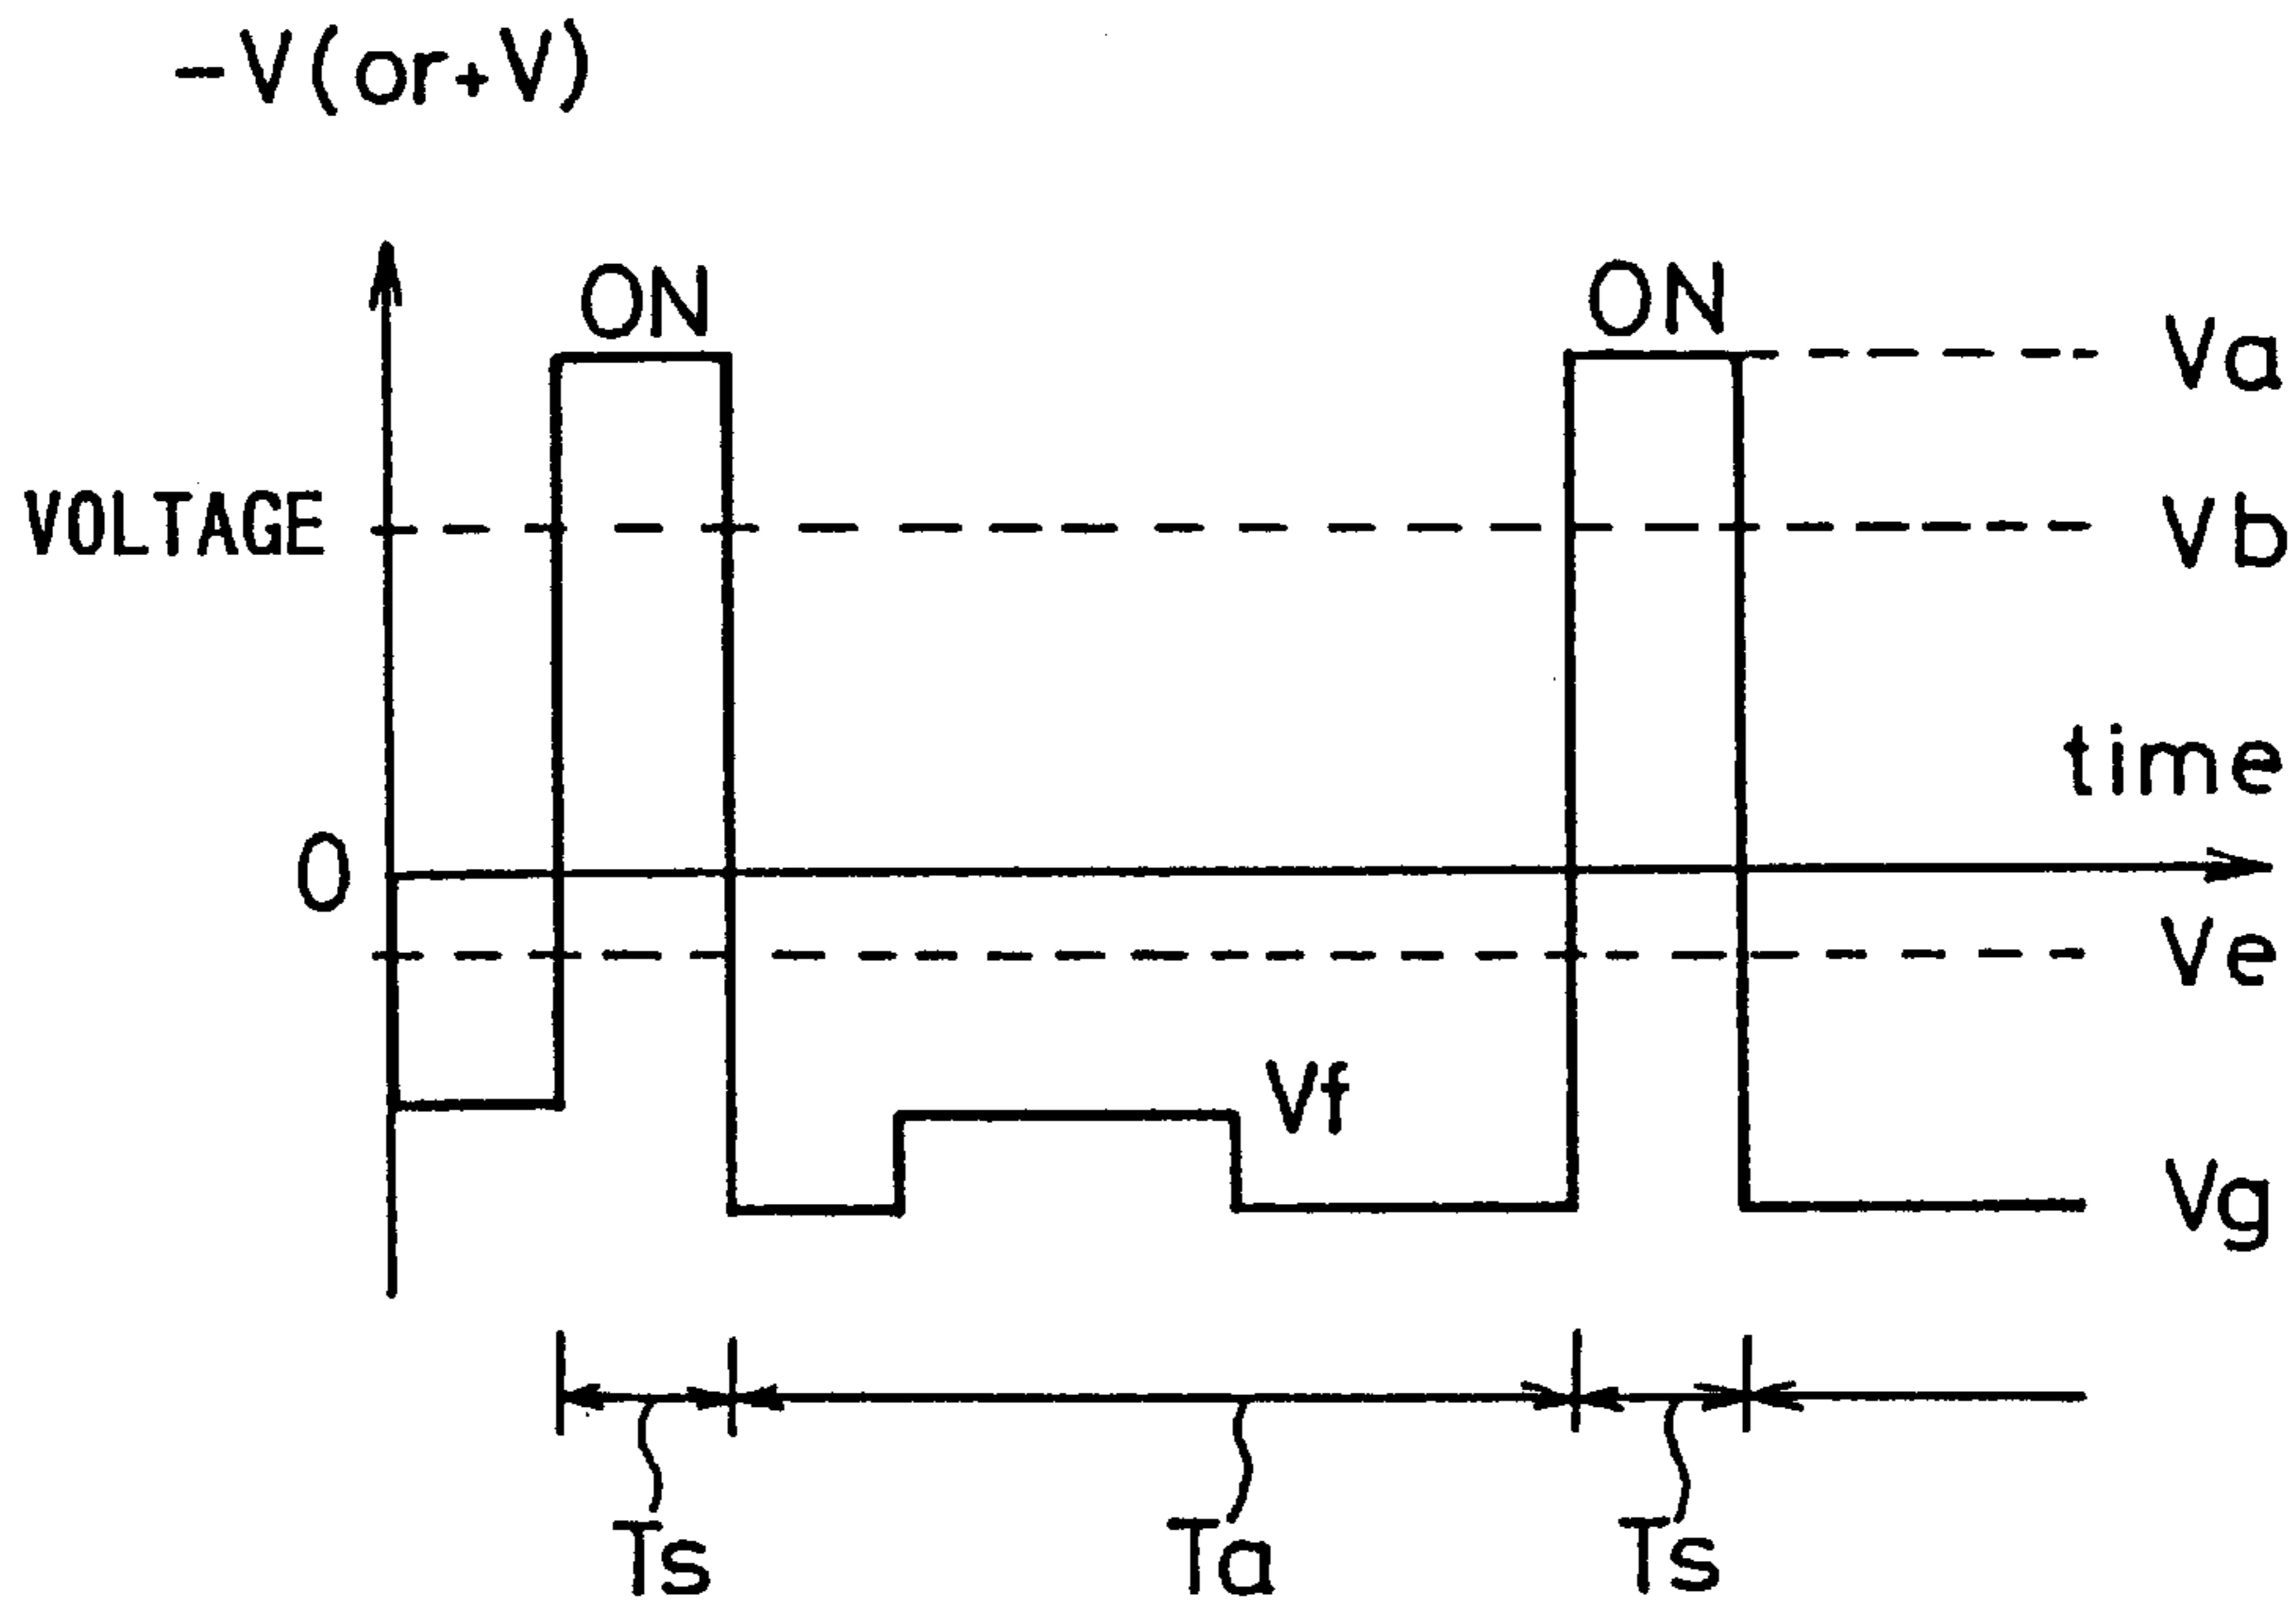 -V(or+V)
ON
ON
Va
VOLTAGE
Vb
time
0
Ve
Vf
Vg
Ts
Ta
Ts